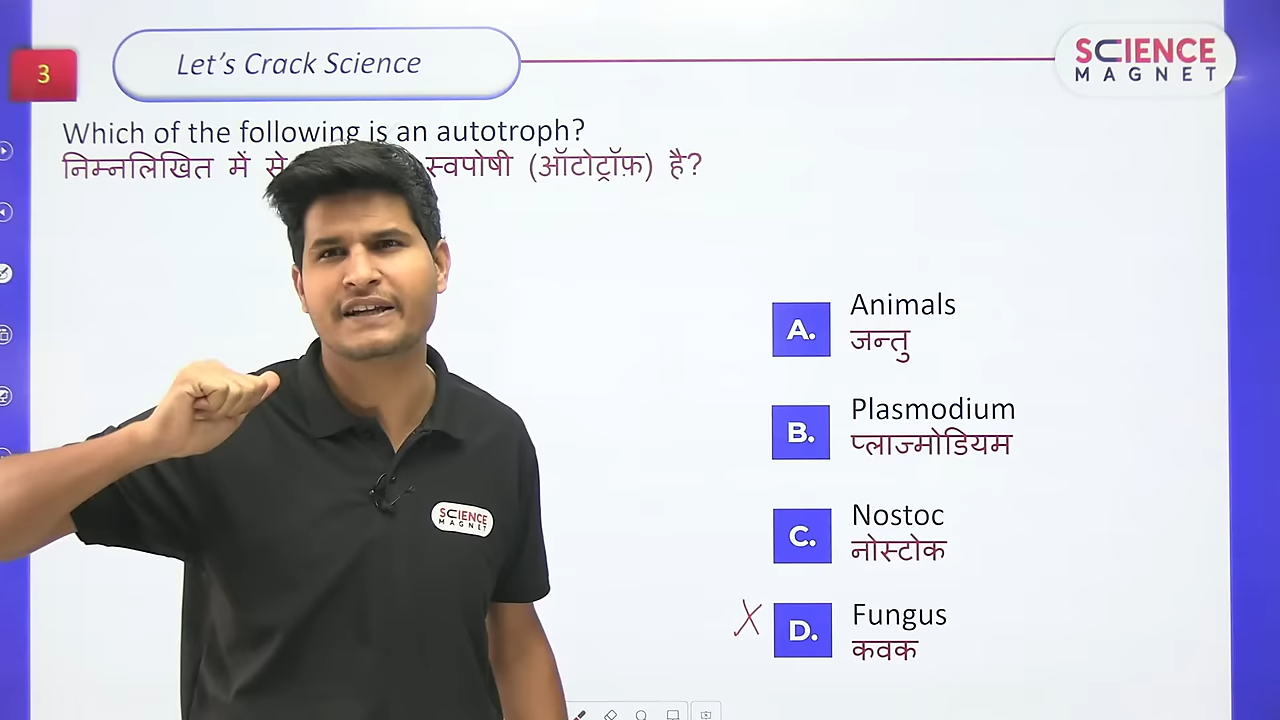 3
Let's Crack Science
SCIENCE
MAGNET
Which of the following is an autotroph?
निम्नलिखित में से स्वपोषी (ऑटोट्रॉफ़) है?
A.
Animals
जन्तु
B.
Plasmodium
प्लाज्मोडियम
C.
Nostoc
नोस्टोक
X
D.
Fungus
कवक
SCIENCE
MAGNET